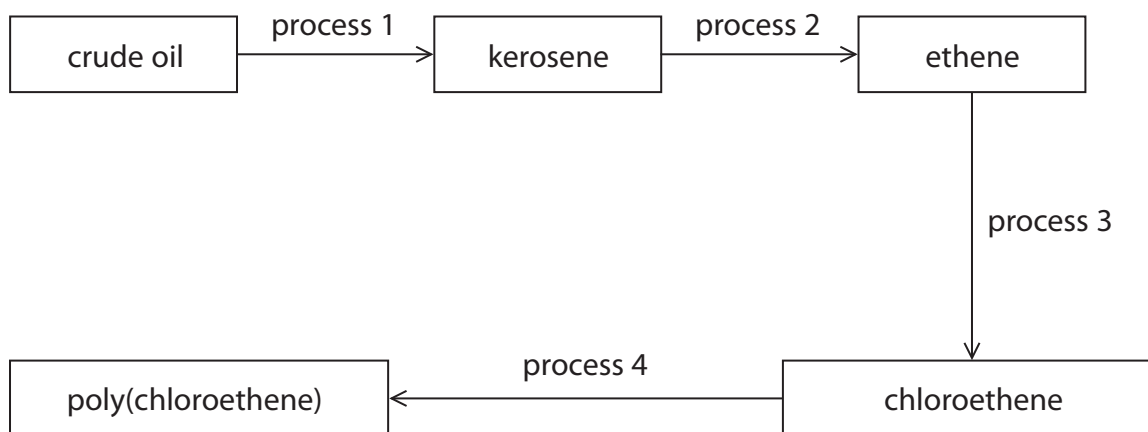 process 1
process 2
crude oil
kerosene
ethene
process 3
process 4
poly(chloroethene)
chloroethene